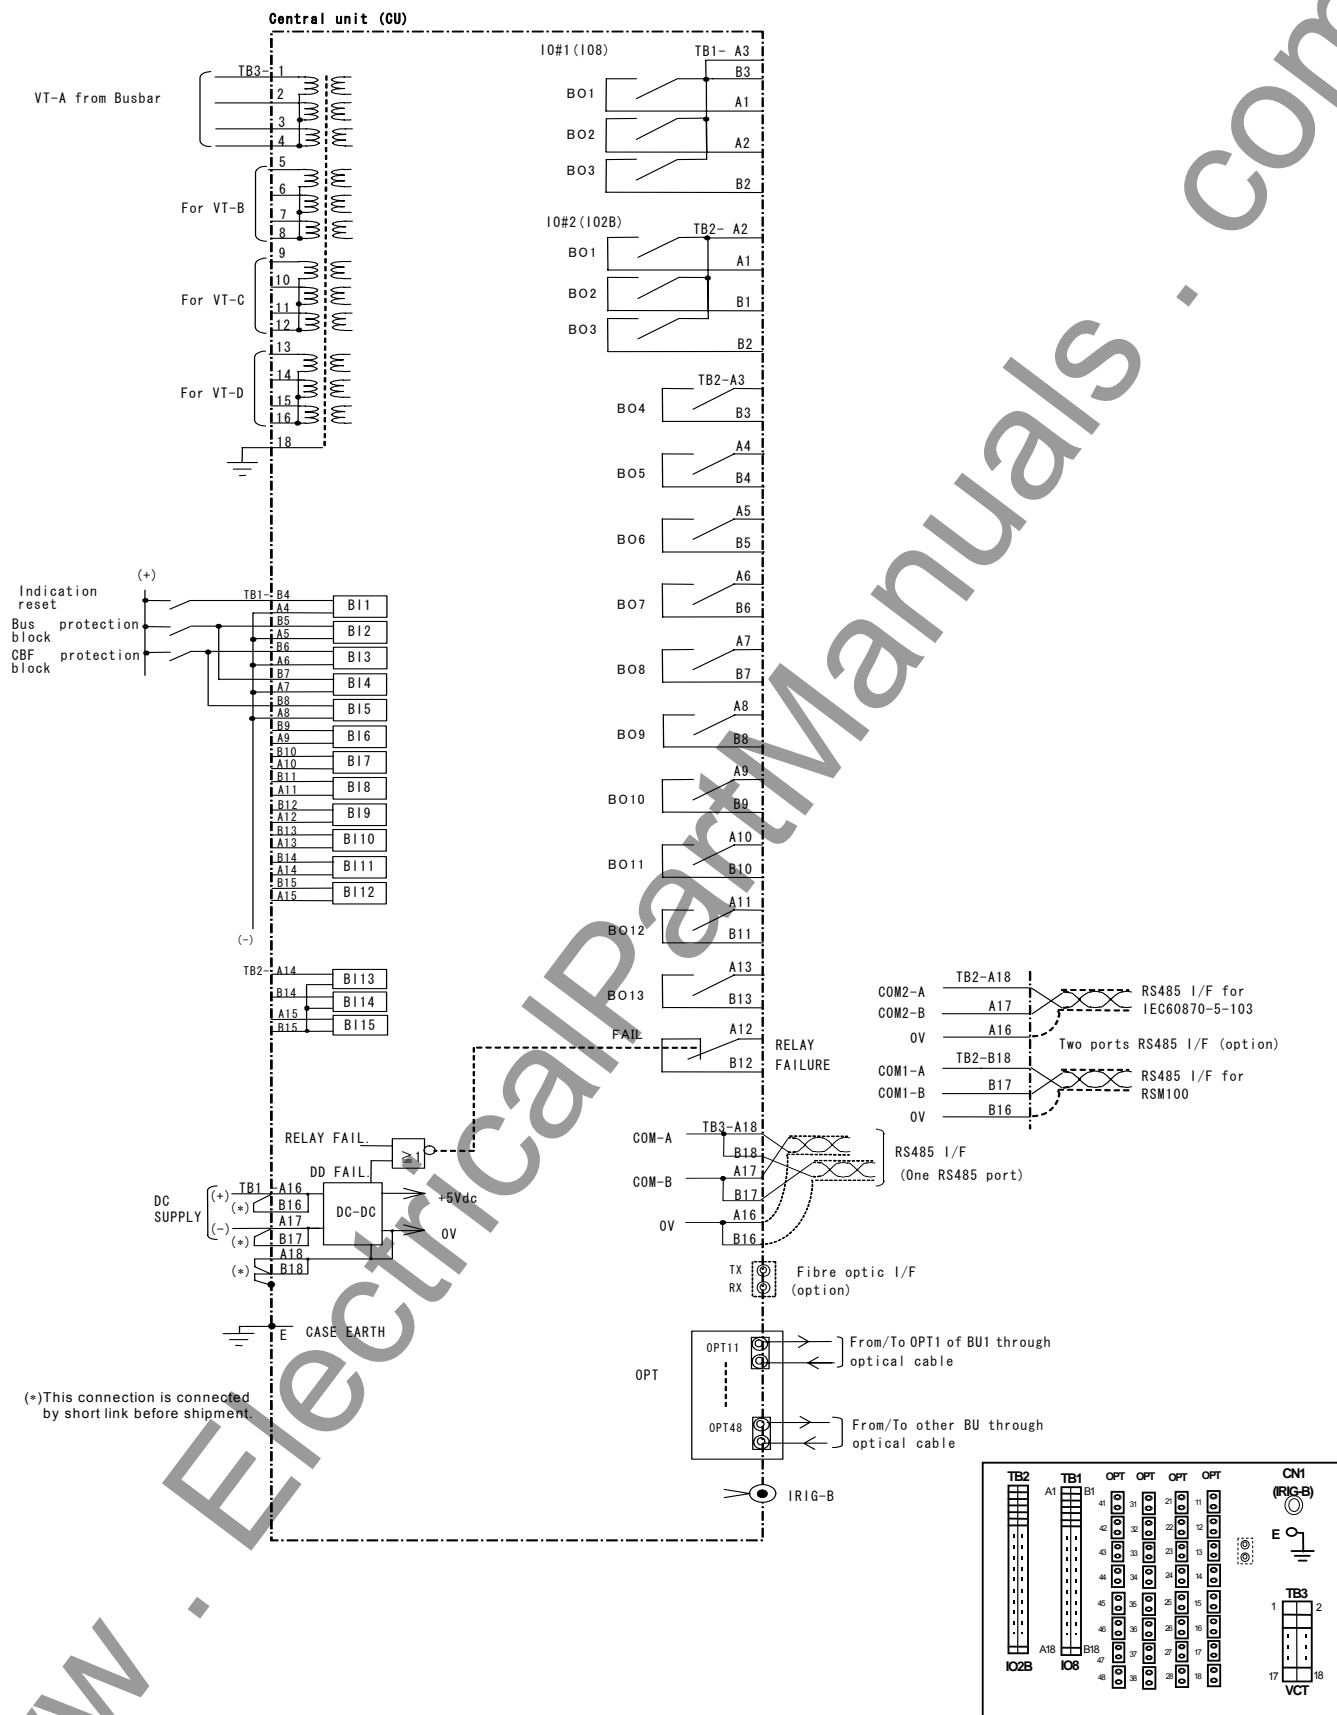 Central unit (CU)
VT-A from Busbar
TB3- 1
2
3
4
For VT-B
5
6
7
8
For VT-C
9
10
11
12
For VT-D
13
14
15
16
18
(+)
Indication
reset
Bus protection
block
CBF protection
block
TB1- B4
A4
BI1
B5
A5
BI2
B6
A6
BI3
B7
A7
BI4
B8
A8
BI5
B9
A9
BI6
B10
A10
BI7
B11
A11
BI8
B12
A12
BI9
B13
A13
BI10
B14
A14
BI11
B15
A15
BI12
(-)
TB2- A14
BI13
B14
BI14
A15
B15
BI15
RELAY FAIL.
≥1
DD FAIL.
DC
SUPPLY
(+)
TB1 -A16
(*)
B16
(-)
A17
(*)
B17
A18
(*)
B18
DC-DC
+5Vdc
0V
E
CASE EARTH
(*)This connection is connected
by short link before shipment.
IO#1(IO8)
TB1- A3
B3
BO1
A1
BO2
A2
BO3
B2
IO#2(IO2B)
TB2- A2
BO1
A1
BO2
B1
BO3
B2
TB2-A3
BO4
B3
A4
BO5
B4
A5
BO6
B5
A6
BO7
B6
A7
BO8
B7
A8
BO9
B8
A9
BO10
B9
A10
BO11
B10
A11
BO12
B11
A13
BO13
B13
FAIL
A12
B12
RELAY
FAILURE
COM-A
TB3-A18
B18
COM-B
A17
B17
0V
A16
B16
RS485 I/F
(One RS485 port)
TX
RX
Fibre optic I/F
(option)
OPT
OPT11
From/To OPT1 of BU1 through
optical cable
OPT48
From/To other BU through
optical cable
IRIG-B
COM2-A
TB2-A18
COM2-B
A17
0V
A16
RS485 I/F for
IEC60870-5-103
Two ports RS485 I/F (option)
COM1-A
TB2-B18
COM1-B
B17
0V
B16
RS485 I/F for
RSM100
TB2
IO2B
TB1
A1
B1
A18
B18
IO8
OPT OPT OPT OPT
41 31 21 11
42 32 22 12
43 33 23 13
44 34 24 14
45 35 25 15
46 36 26 16
47 37 27 17
48 38 28 18
CN1
(IRIG-B)
E
TB3
1
2
17
18
VCT
www . ElectricalPartManuals . com